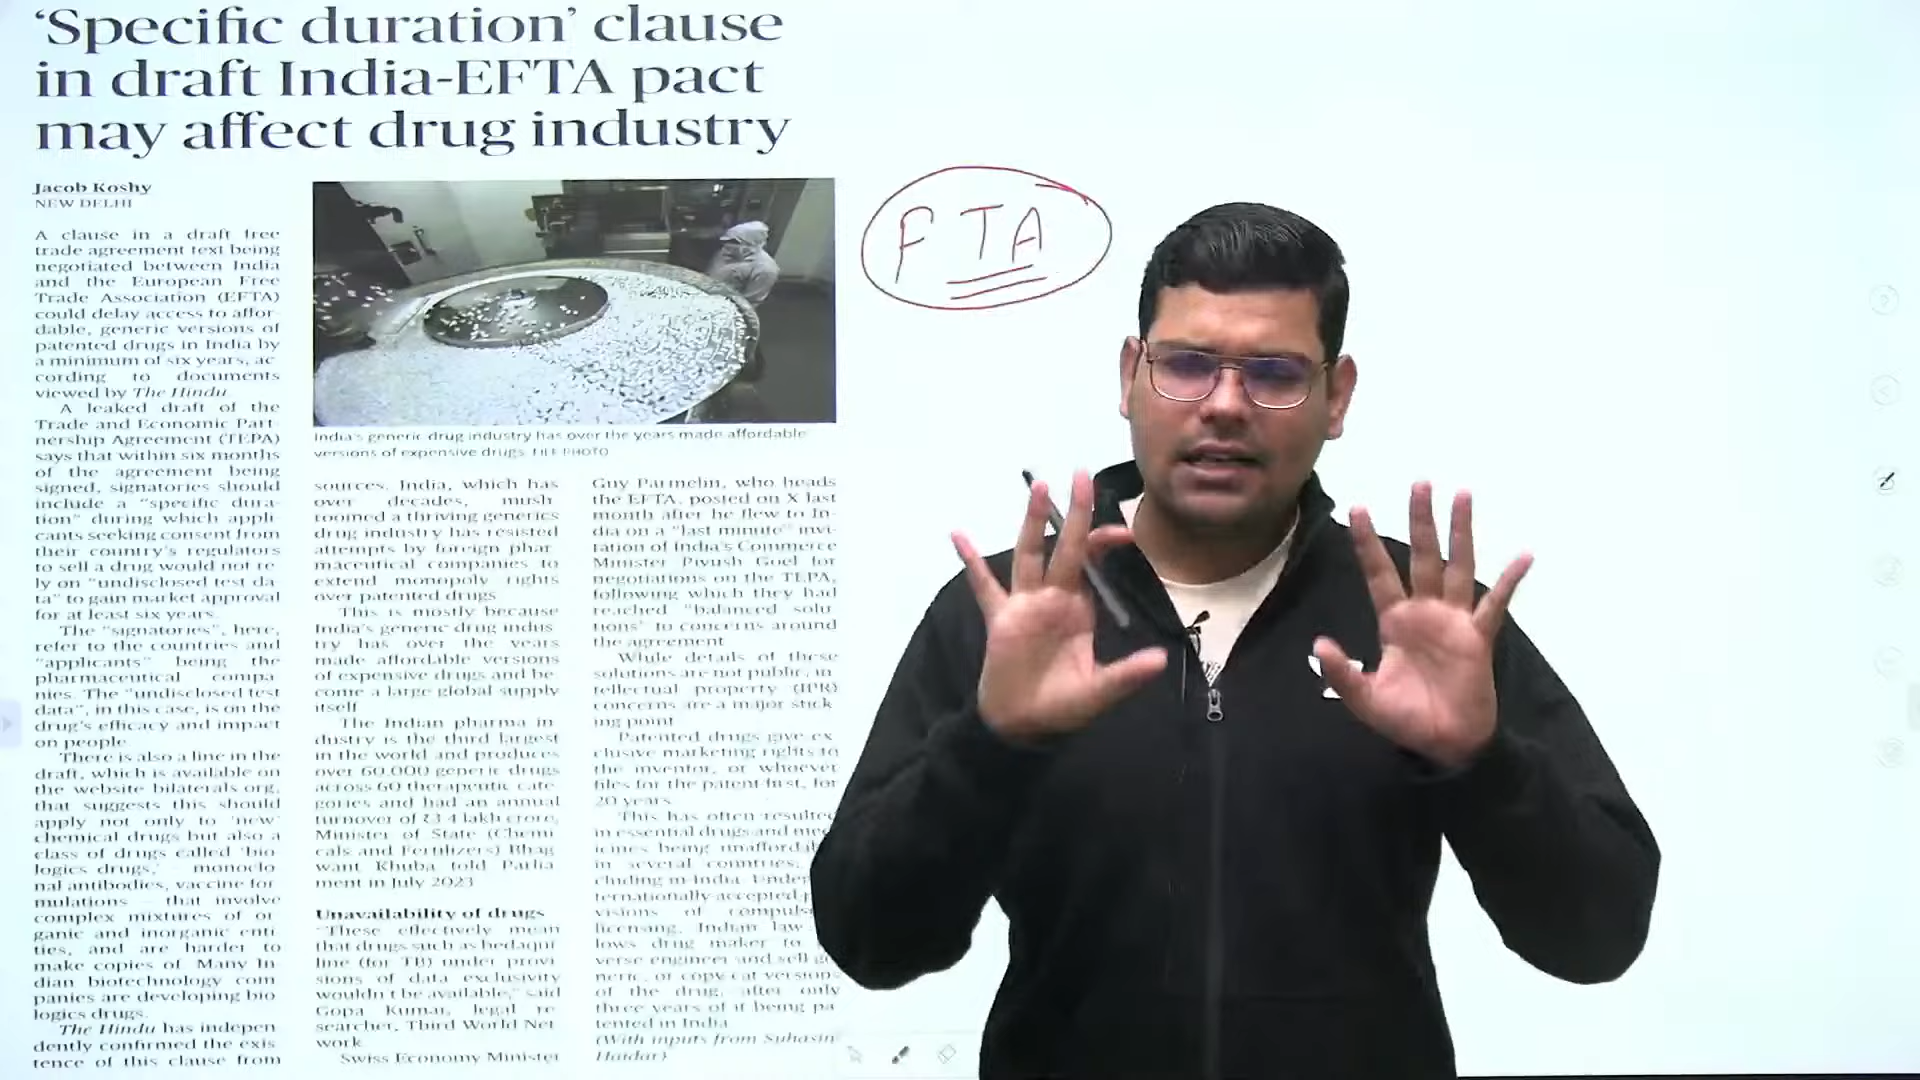 ‘Specific duration’ clause
in draft India-EFTA pact
may affect drug industry
Jacob Koshy
NEW DELHI
A clause in a draft free
trade agreement text being
negotiated between India
and the European Free
Trade Association (EFTA)
could delay access to affor-
dable, generic versions of
patented drugs in India by
a minimum of six years, ac
cording to documents
viewed by The Hindu
A leaked draft of the
Trade and Economic Part-
nership Agreement (TEPA)
says that within six months
of the agreement being
signed, signatories should
include a “specific dura-
tion” during which appli-
cants seeking consent from
their country’s regulators
to sell a drug would not re-
ly on “undisclosed test da-
ta” to gain market approval
for at least six years.
The “signatories”, here,
refer to the countries and
“applicants” being the
pharmaceutical compa-
nies. The “undisclosed test
data”, in this case, is on the
drug’s efficacy and impact
on people.
There is also a line in the
draft, which is available on
the website bilaterals org,
that suggests this should
apply not only to ‘new’
chemical drugs but also a
class of drugs called ‘bio-
logics drugs,’ monoclo
nal antibodies, vaccine for
mulations — that involve
complex mixtures of or
ganic and inorganic enti
ties, and are harder to
make copies of Many In
dian biotechnology com
panies are developing bio
logics drugs.
The Hindu has indepen
dently confirmed the exis
tence of this clause from
India’s generic drug industry has over the years made affordable
versions of expensive drugs FILE PHOTO
sources. India, which has
over decades, mush
roomed a thriving generics
drug industry has resisted
attempts by foreign phar
maceutical companies to
extend monopoly rights
over patented drugs
This is mostly because
India’s generic drug indus
try has over the years
made affordable versions
of expensive drugs and be
come a large global supply
itself
The Indian pharma in
dustry is the third largest
in the world and produces
over 60,000 generic drugs
across 60 therapeutic cate
gories and had an annual
turnover of ₹3 4 lakh crore,
Minister of State (Chemi
cals and Fertilizers) Bhag
want Khuba told Parlia
ment in July 2023
Unavailability of drugs
“These effectively mean
that drugs such as bedaqui
line (for TB) under provi
sions of data exclusivity
wouldn t be available,” said
Gopa Kumar, legal re
searcher, Third World Net
work
Swiss Economy Minister
Guy Parmelin, who heads
the EFTA, posted on X last
month after he flew to In-
dia on a “last minute” invi-
tation of India’s Commerce
Minister Piyush Goel for
negotiations on the TEPA,
following which they had
reached “balanced solu
tions” to concerns around
the agreement
While details of these
solutions are not public, in
tellectual property (IPR)
concerns are a major stick
ing point
Patented drugs give ex
clusive marketing rights to
the inventor, or whoever
files for the patent first, for
20 years
This has often resulted
in essential drugs and med
icines being
in several countries,
cluding in India. Under
ternationally accepted
visions of
licensing, Indian law
lows drug maker to
verse engineer and sell
neric, or copy cat versions
of the drug, after only
three years of it being pa
tented in India
(With inputs from Suhasin
Haidar)
FTA